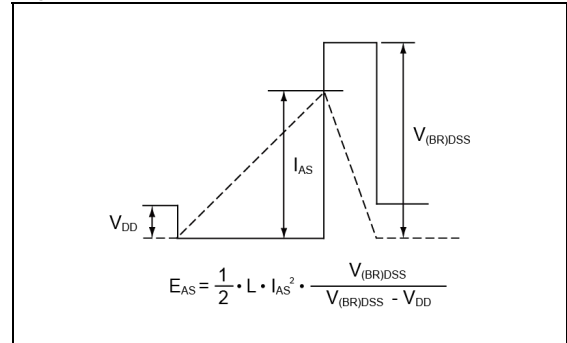 V(BR)DSS
IAS
VDD
EAS = 1/2 • L • IAS² • V(BR)DSS / (V(BR)DSS - VDD)